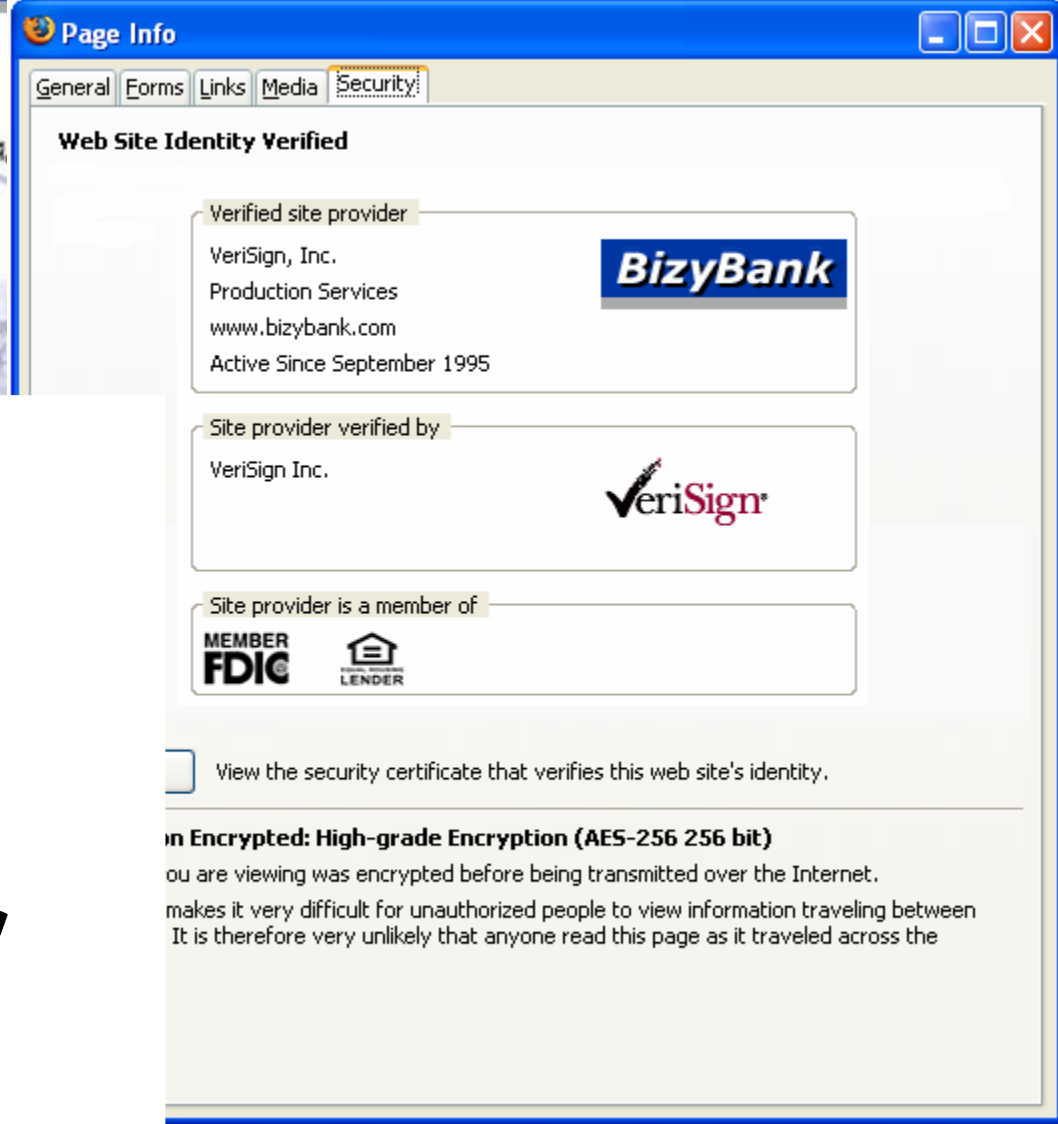 Page Info
General Forms Links Media Security
Web Site Identity Verified
Verified site provider
VeriSign, Inc.
Production Services
www.bizybank.com
Active Since September 1995
BizyBank
Site provider verified by
VeriSign Inc.
VeriSign
Site provider is a member of
MEMBER
FDIC
EQUAL HOUSING
LENDER
View the security certificate that verifies this web site's identity.
Encrypted: High-grade Encryption (AES-256 256 bit)
ou are viewing was encrypted before being transmitted over the Internet.
makes it very difficult for unauthorized people to view information traveling between
It is therefore very unlikely that anyone read this page as it traveled across the